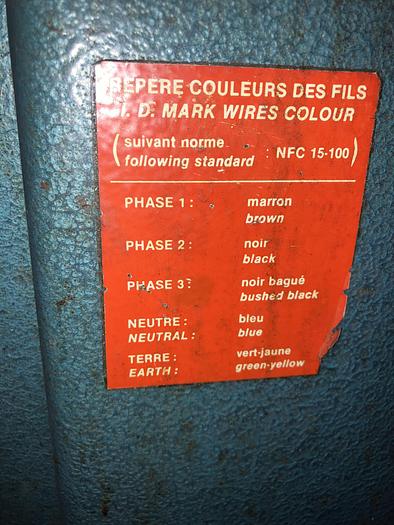 REPERE COULEURS DES FILS
I. D. MARK WIRES COLOUR
(suivant norme
following standard : NFC 15-100)
PHASE 1 : marron
brown
PHASE 2 : noir
black
PHASE 3 : noir bagué
bushed black
NEUTRE : bleu
NEUTRAL : blue
TERRE : vert-jaune
EARTH : green-yellow